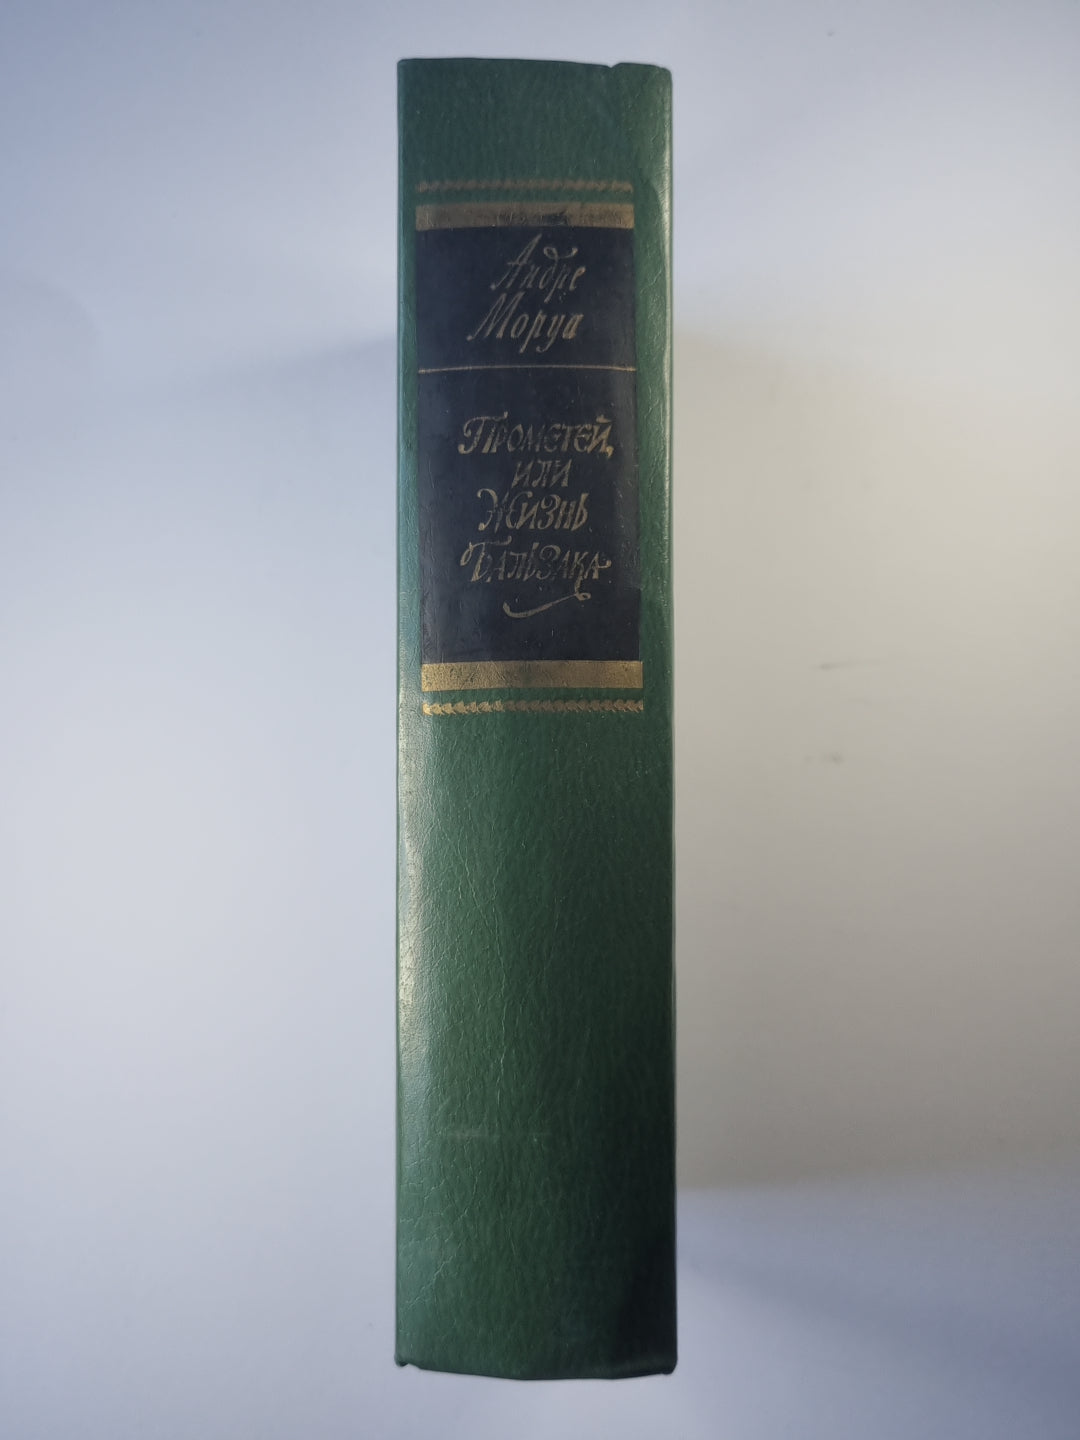 Андре
Моруа
Прометей,
или
Жизнь
Бальзака